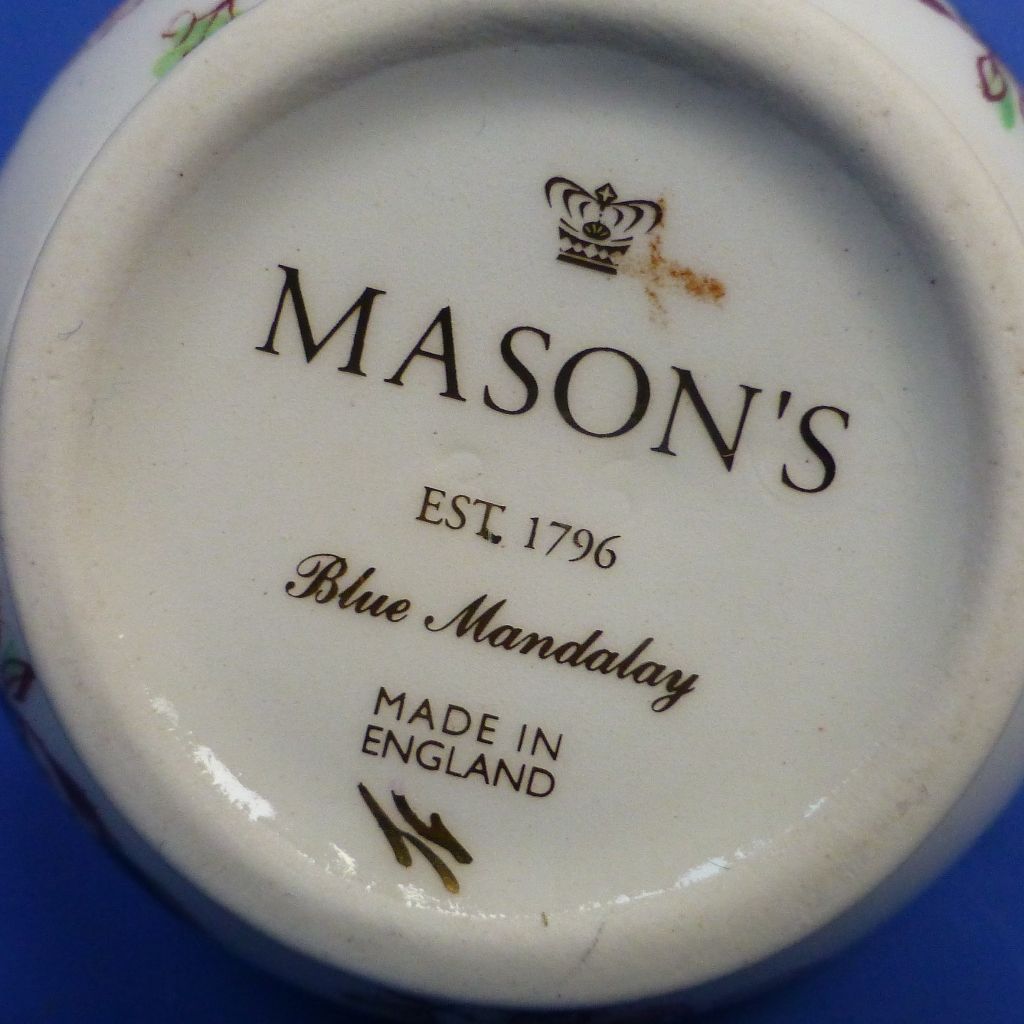 MASON'S
EST. 1796
Blue Mandalay
MADE IN
ENGLAND